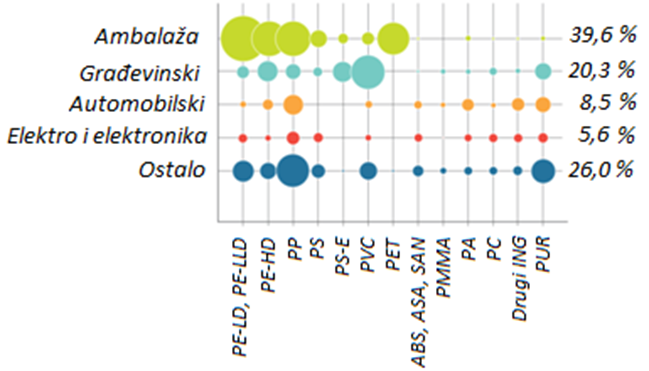 Ambalaža 39,6 %
Građevinski 20,3 %
Automobilski 8,5 %
Elektro i elektronika 5,6 %
Ostalo 26,0 %
PE-LD, PE-LLD
PE-HD
PP
PS
PS-E
PVC
PET
ABS, ASA, SAN
PMMA
PA
PC
Drugi ING
PUR